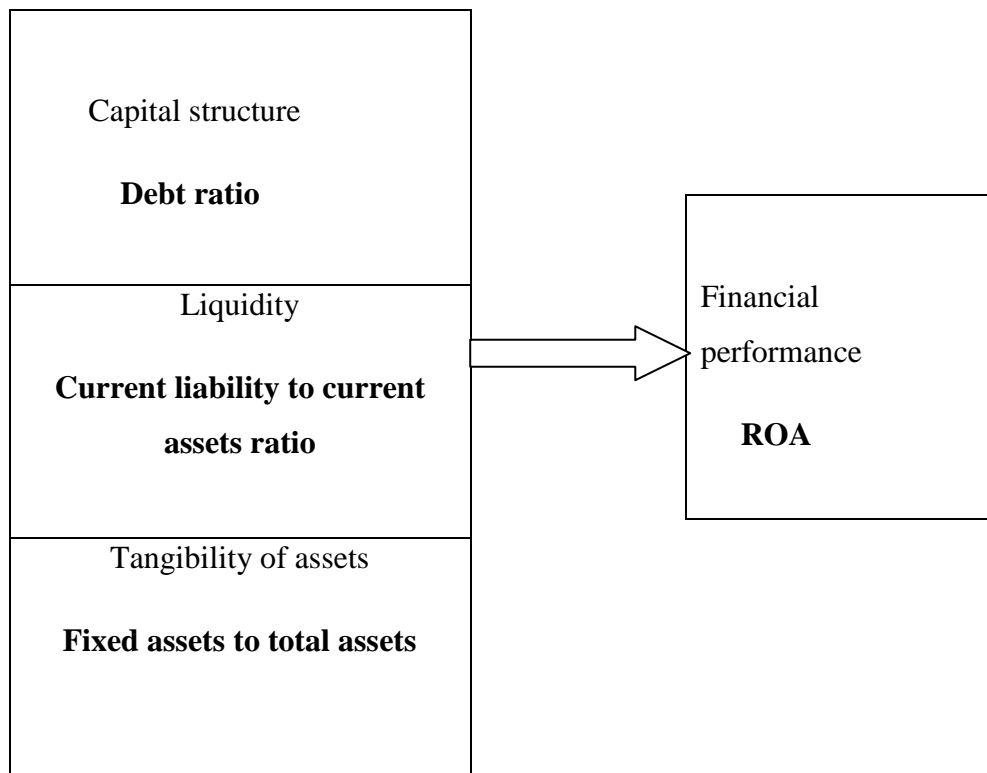 Capital structure
Debt ratio
Liquidity
Current liability to current
assets ratio
Tangibility of assets
Fixed assets to total assets
Financial
performance
ROA